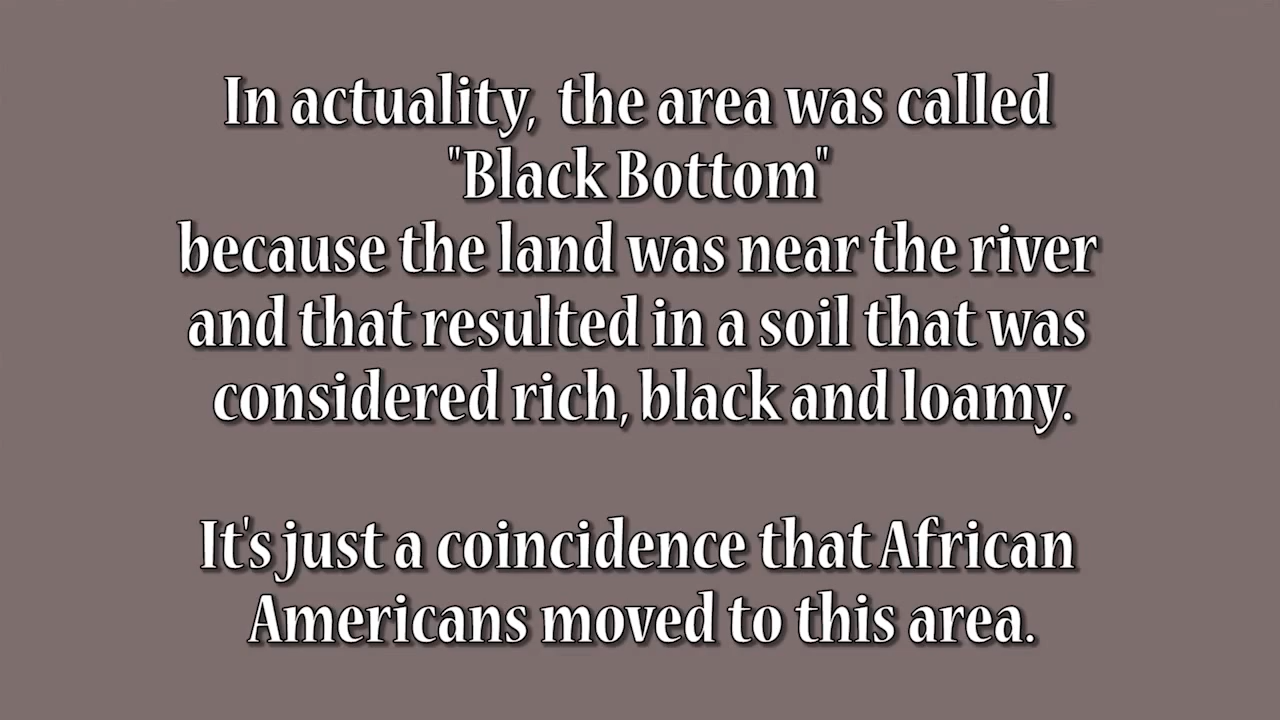 In actuality, the area was called
"Black Bottom"
because the land was near the river
and that resulted in a soil that was
considered rich, black and loamy.
It's just a coincidence that African
Americans moved to this area.